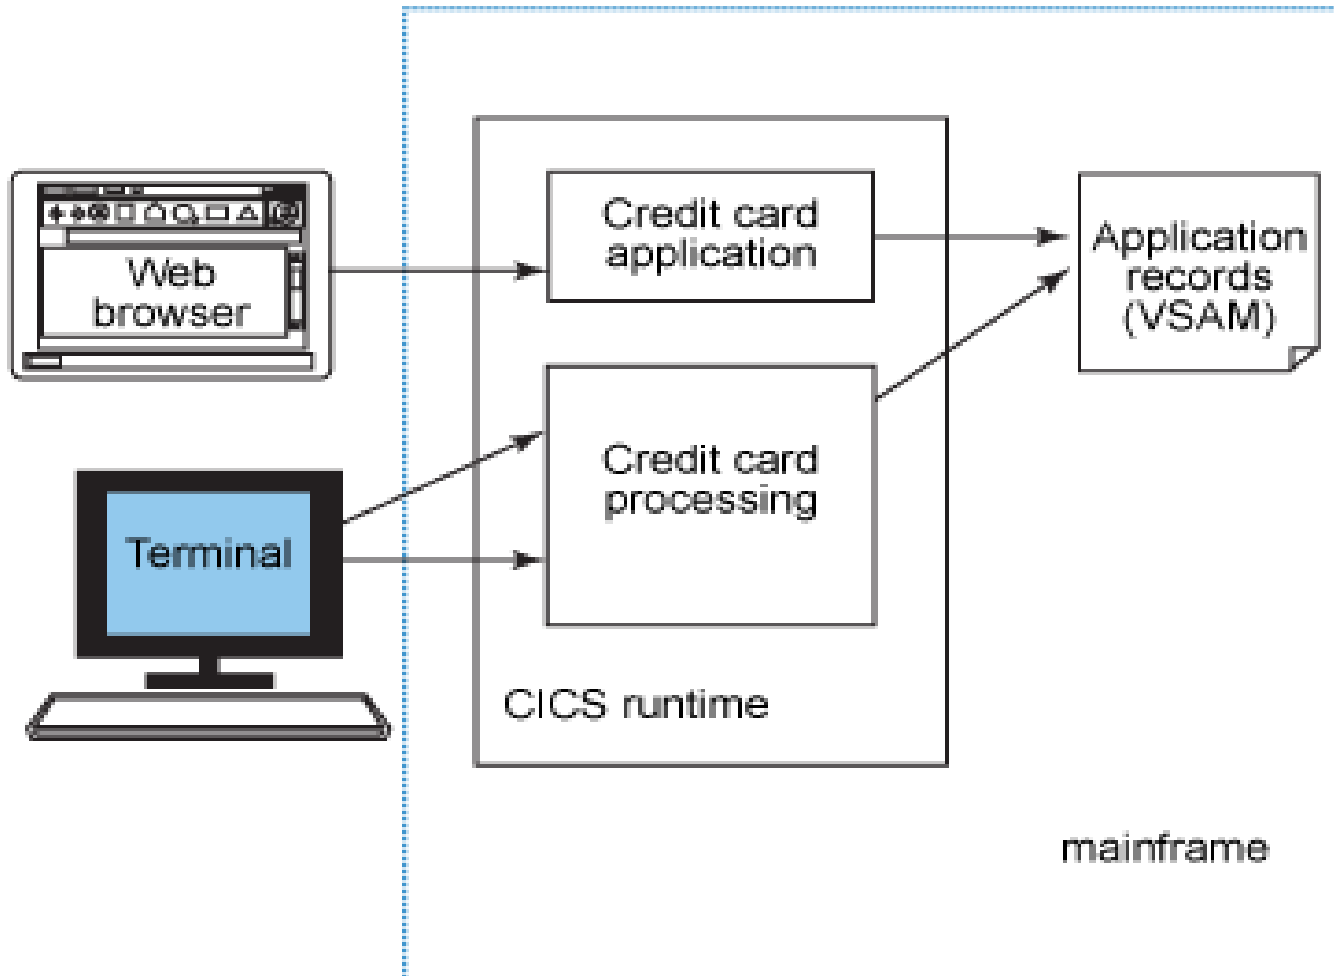 Web
browser
Credit card
application
Application
records
(VSAM)
Terminal
Credit card
processing
CICS runtime
mainframe